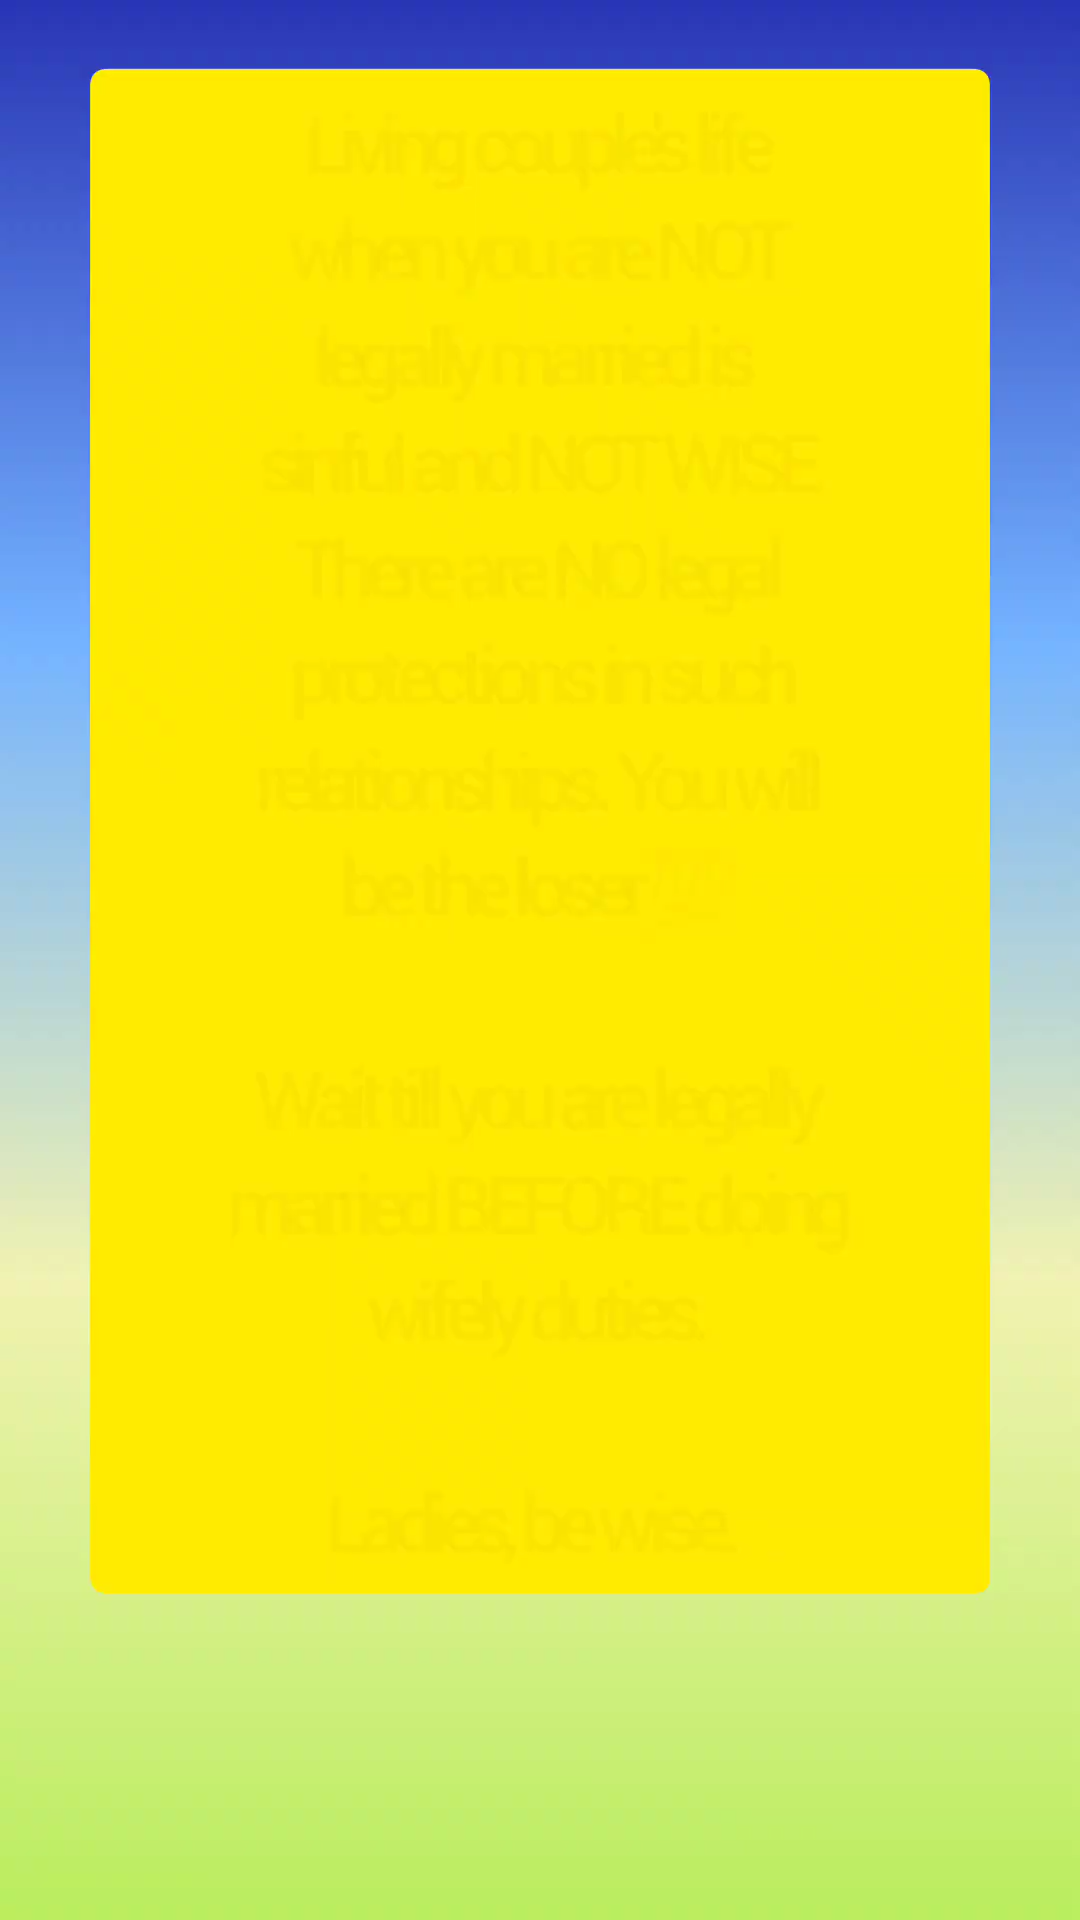 Living couple's life
when you are NOT
legally married is
sinful and NOT WISE
There are NO legal
protections in such
relationships. You will
be the loser
Wait till you are legally
married BEFORE doing
wifely duties.
Ladies, be wise.